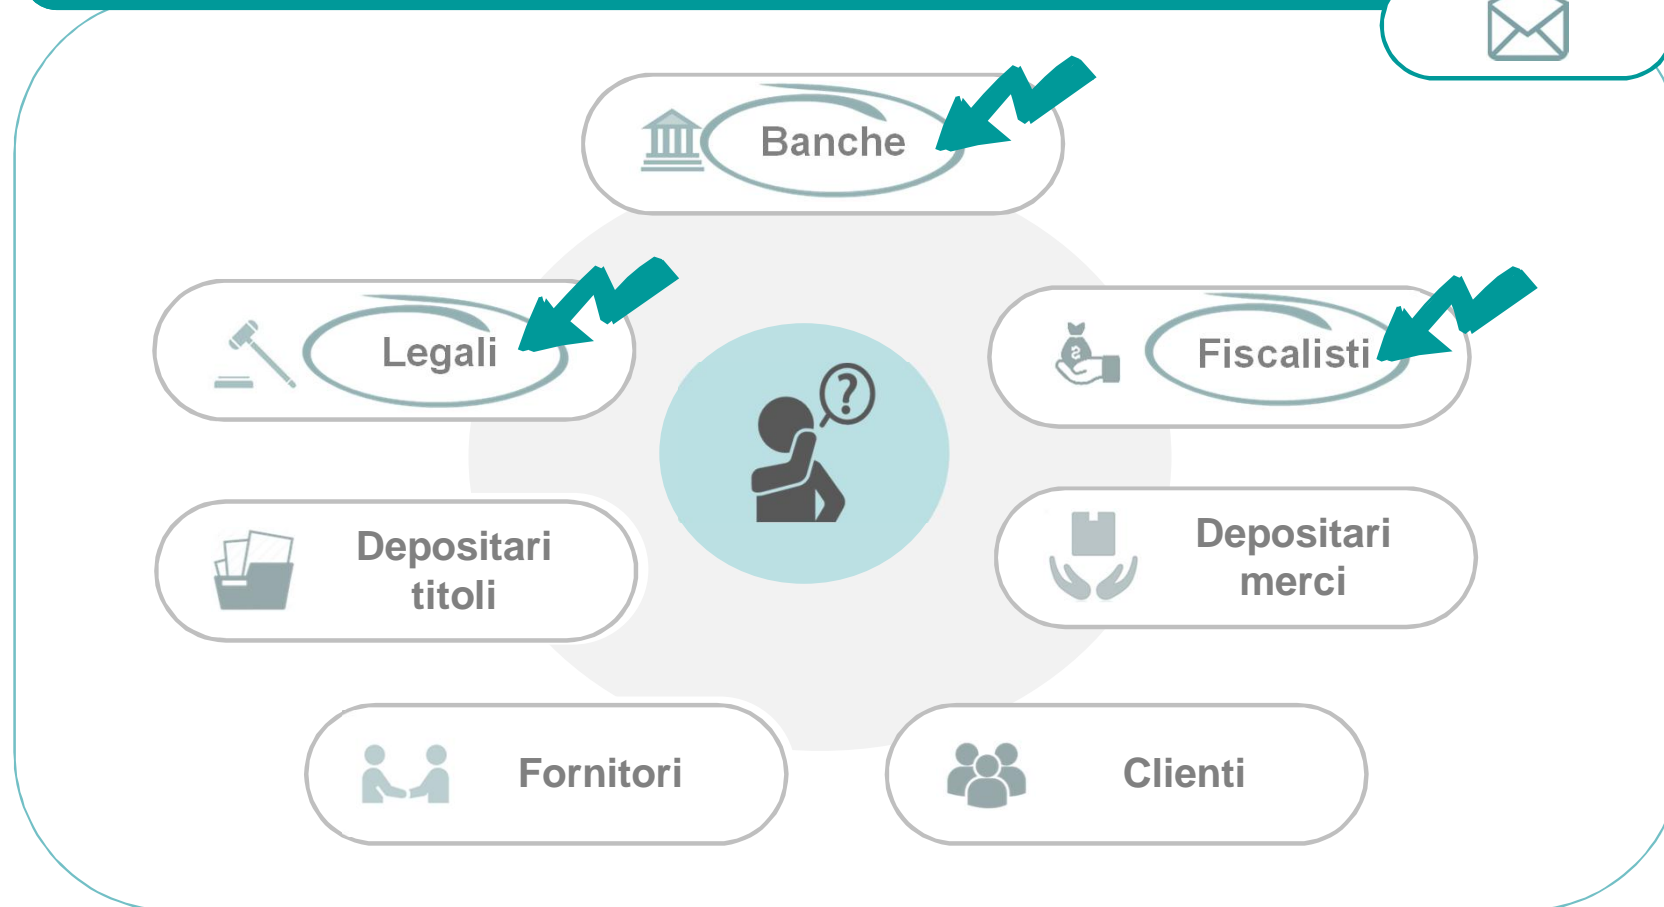 Banche
Legali
Fiscalisti
?
Depositari
titoli
Depositari
merci
Fornitori
Clienti